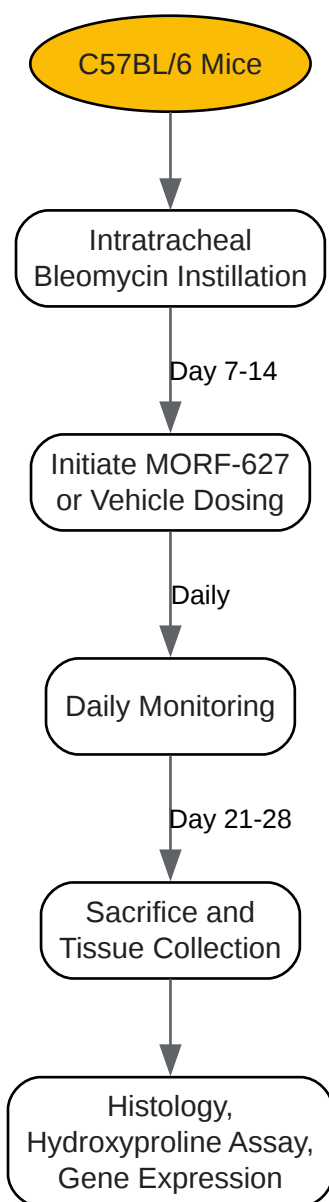 C57BL/6 Mice
Intratracheal
Bleomycin Instillation
Day 7-14
Initiate MORF-627
or Vehicle Dosing
Daily
Daily Monitoring
Day 21-28
Sacrifice and
Tissue Collection
Histology,
Hydroxyproline Assay,
Gene Expression